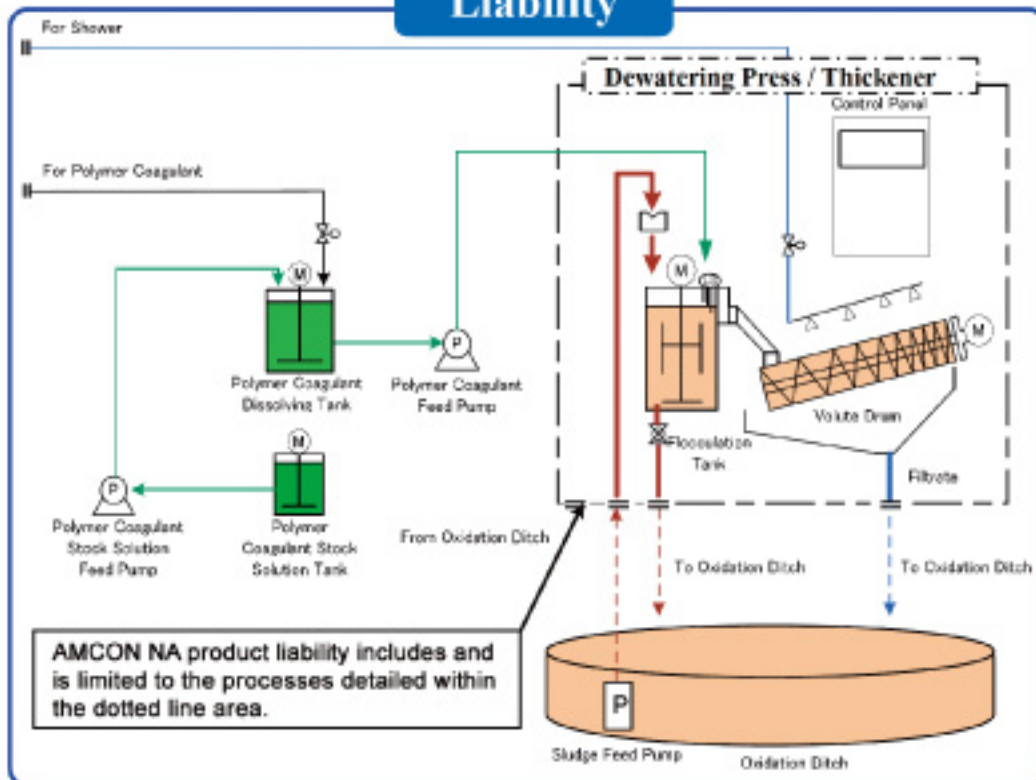 Liability
For Shower
Dewatering Press / Thickener
Control Panel
For Polymer Coagulant
M
P
Polymer Coagulant
Dissolving Tank
Polymer Coagulant
Feed Pump
M
M
Volute Drum
Flocculation
Tank
Filtrate
M
P
Polymer Coagulant
Stock Solution
Feed Pump
Polymer
Coagulant Stock
Solution Tank
From Oxidation Ditch
To Oxidation Ditch
To Oxidation Ditch
AMCON NA product liability includes and
is limited to the processes detailed within
the dotted line area.
P
Sludge Feed Pump
Oxidation Ditch